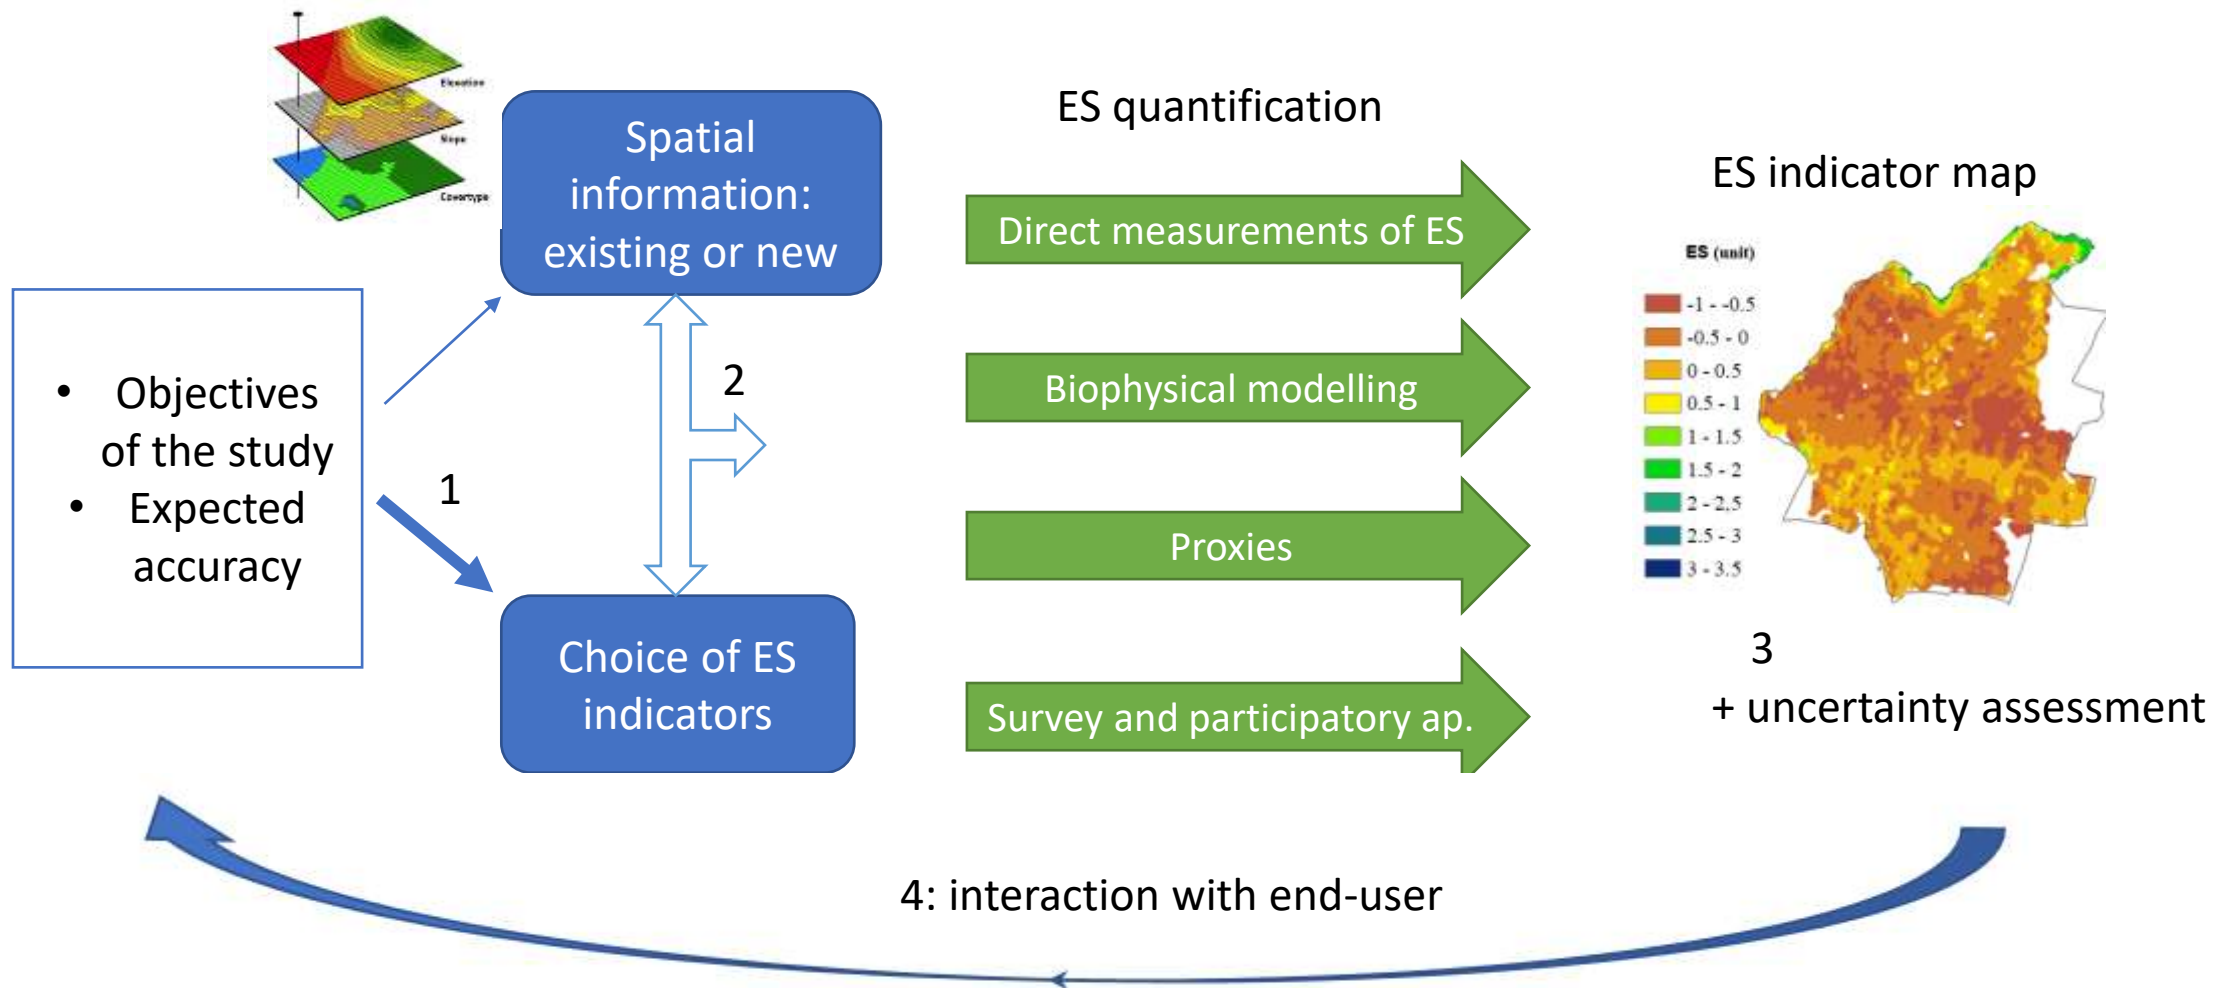 Elevation
Slope
Covertype
• Objectives
of the study
• Expected
accuracy
1
Spatial
information:
existing or new
2
Choice of ES
indicators
ES quantification
Direct measurements of ES
Biophysical modelling
Proxies
Survey and participatory ap.
ES indicator map
ES (unit)
-1 - -0.5
-0.5 - 0
0 - 0.5
0.5 - 1
1 - 1.5
1.5 - 2
2 - 2.5
2.5 - 3
3 - 3.5
3
+ uncertainty assessment
4: interaction with end-user